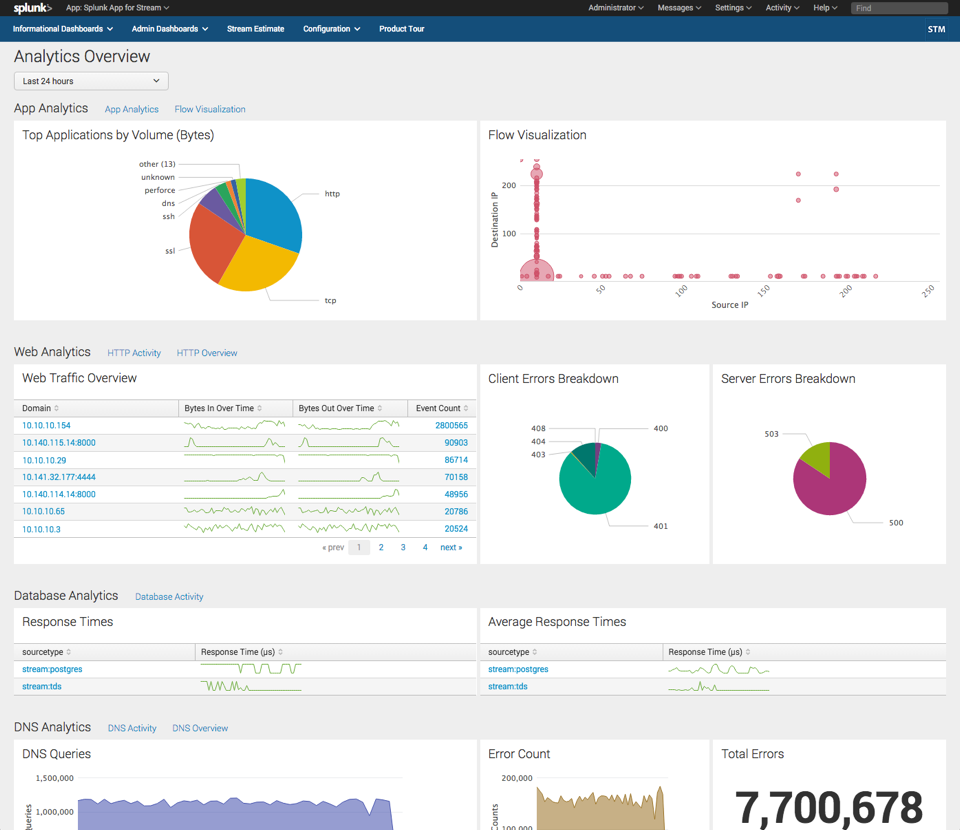 splunk> App: Splunk App for Stream Administrator Messages Settings Activity Help Find
Informational Dashboards Admin Dashboards Stream Estimate Configuration Product Tour STM
Analytics Overview
Last 24 hours
App Analytics App Analytics Flow Visualization
Top Applications by Volume (Bytes)
other (13)
unknown
perforce
dns
ssh
ssl
http
tcp
Flow Visualization
Destination IP
200
100
0 50 100 150 200 250
Source IP
Web Analytics HTTP Activity HTTP Overview
Web Traffic Overview
Domain Bytes In Over Time Bytes Out Over Time Event Count
10.10.10.154 2800565
10.140.115.14:8000 90903
10.10.10.29 86714
10.141.32.177:4444 70158
10.140.114.14:8000 48956
10.10.10.65 20786
10.10.10.3 20524
« prev 1 2 3 4 next »
Client Errors Breakdown
408
404
403
400
401
Server Errors Breakdown
503
500
Database Analytics Database Activity
Response Times
sourcetype Response Time (µs)
stream:postgres
stream:tds
Average Response Times
sourcetype Response Time (µs)
stream:postgres
stream:tds
DNS Analytics DNS Activity DNS Overview
DNS Queries
1,500,000
1,000,000
Error Count
200,000
100,000
Total Errors
7,700,678